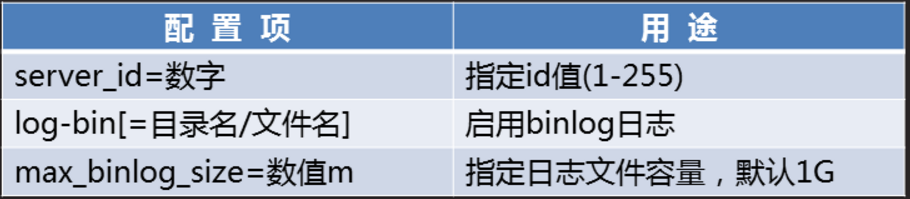 配 置 项 用 途
server_id=数字 指定id值(1-255)
log-bin[=目录名/文件名] 启用binlog日志
max_binlog_size=数值m 指定日志文件容量，默认1G